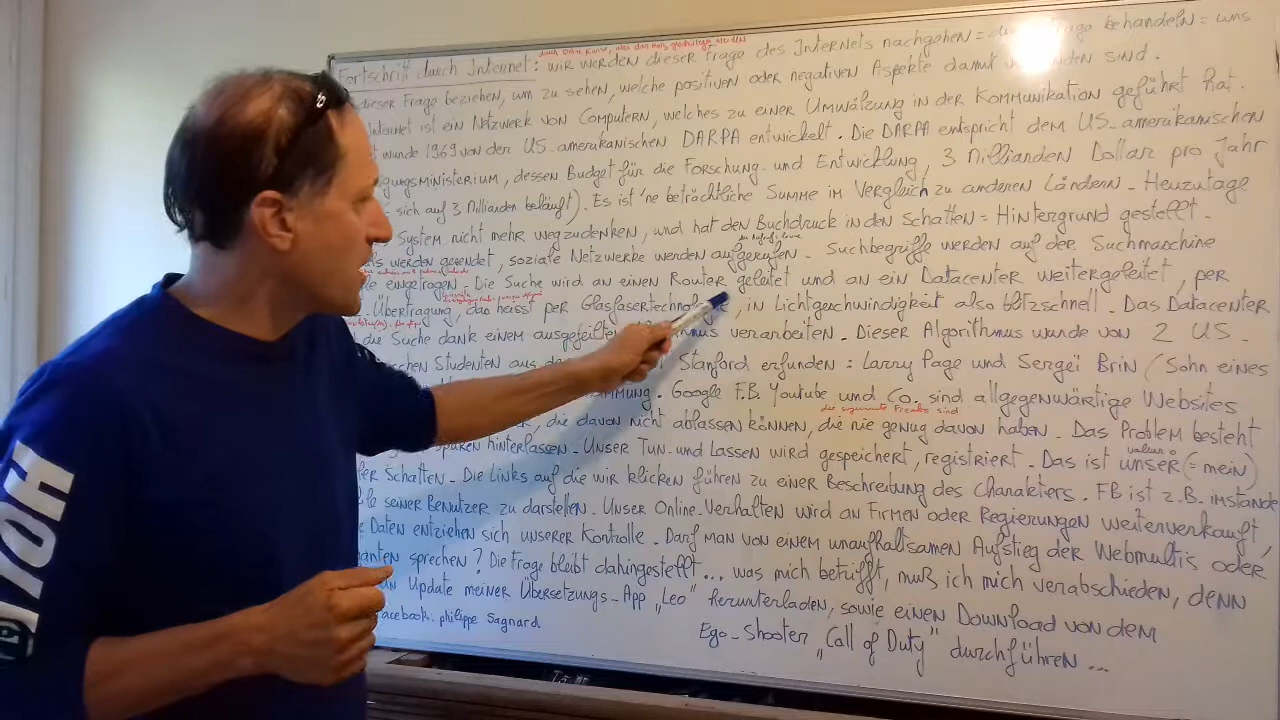 Fortschritt durch Internet: wir werden dieser Frage des Internets nachgehen = die Frage behandeln = uns
dieser Frage beziehen, um zu sehen, welche positiven oder negativen Aspekte damit sind.
Internet ist ein Netzwerk von Computern, welches zu einer Umwälzung in der Kommunikation geführt hat.
wurde 1969 von der US-amerikanischen DARPA entwickelt. Die DARPA entspricht dem US-amerikanischen
gungsministerium, dessen Budget für die Forschung- und Entwicklung, 3 Milliarden Dollar pro Jahr
sich auf 3 Milliarden beläuft). Es ist 'ne beträchtliche Summe im Vergleich zu anderen Ländern - Heuzutage
System nicht mehr wegzudenken, und hat den Buchdruck in den Schatten = Hintergrund gestellt.
ls werden gesendet, soziale Netzwerke werden aufgerufen. Suchbegriffe werden auf der Suchmaschine
eingetragen. Die Suche wird an einen Router geleitet und an ein Datacenter weitergeleitet, per
Übertragung, das heisst per Glasfasertechnologie, in Lichtgeschwindigkeit also blitzschnell. Das Datacenter
die Suche dank einem ausgefeilten mus verarbeiten. Dieser Algorithmus wurde von 2 US-
schen Studenten aus Stanford erfunden: Larry Page und Sergeï Brin (Sohn eines
mmung. Google F.B. Youtube und Co. sind allgegenwärtige Websites
die sogenannte Freaks sind
, die davon nicht ablassen können, die nie genug davon haben. Das Problem besteht
Spuren hinterlassen. Unser Tun- und Lassen wird gespeichert, registriert. Das ist unser (= mein)
Schatten. Die Links auf die wir klicken führen zu einer Beschreibung des Charakters. FB ist z.B. imstande
seiner Benutzer zu darstellen. Unser Online-Verhalten wird an Firmen oder Regierungen weiterverkauft,
Daten entziehen sich unserer Kontrolle. Darf man von einem unaufhaltsamen Aufstieg der Webmultis oder
anten sprechen? Die Frage bleibt dahingestellt... was mich betrifft, muß ich mich verabschieden, denn
Update meiner Übersetzungs-App „Leo" herunterladen, sowie einen Download von dem
facebook: philippe Sagnard
Ego-Shooter „Call of Duty" durchführen ...